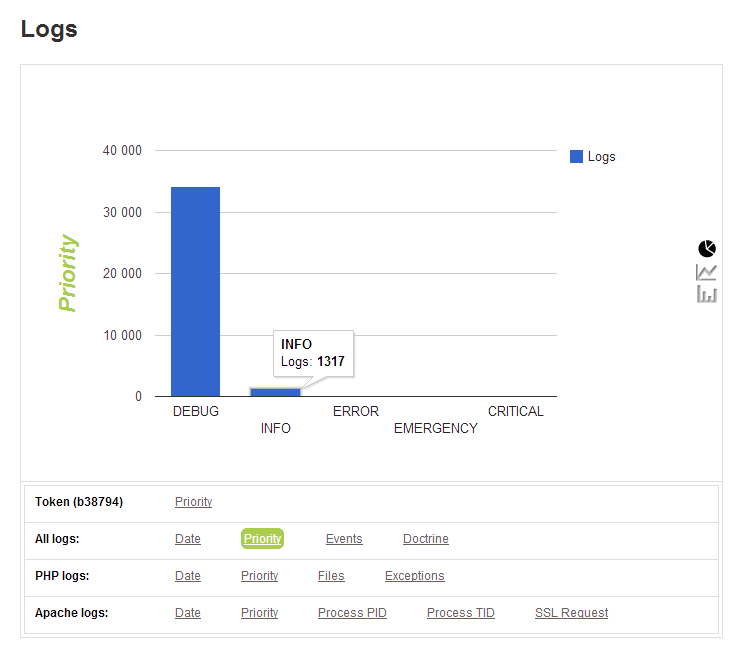 Logs
40 000
Logs
30 000
Priority
20 000
10 000
INFO
Logs: 1317
0
DEBUG
ERROR
CRITICAL
INFO
EMERGENCY
Token (b38794) Priority
All logs: Date Priority Events Doctrine
PHP logs: Date Priority Files Exceptions
Apache logs: Date Priority Process PID Process TID SSL Request